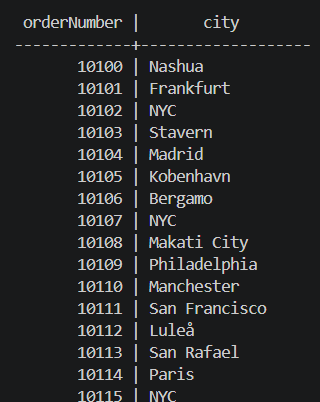 orderNumber | city
-------------+-------------------
10100 | Nashua
10101 | Frankfurt
10102 | NYC
10103 | Stavern
10104 | Madrid
10105 | Kobenhavn
10106 | Bergamo
10107 | NYC
10108 | Makati City
10109 | Philadelphia
10110 | Manchester
10111 | San Francisco
10112 | Luleå
10113 | San Rafael
10114 | Paris
10115 | NYC